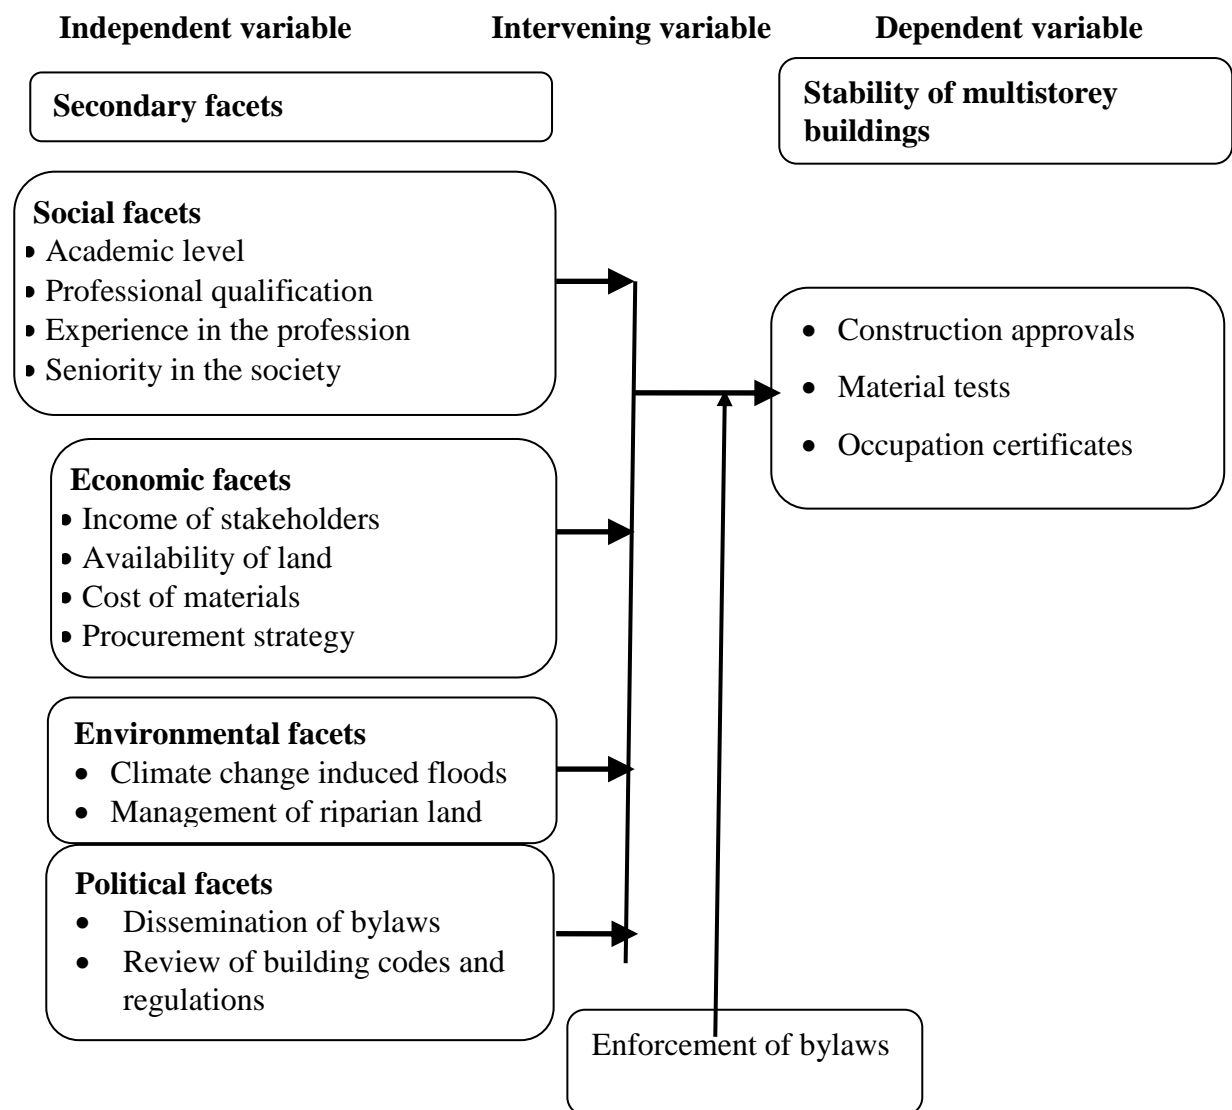 Independent variable
Intervening variable
Dependent variable
Secondary facets
Stability of multistorey
buildings
Social facets
• Academic level
• Professional qualification
• Experience in the profession
• Seniority in the society
• Construction approvals
• Material tests
• Occupation certificates
Economic facets
• Income of stakeholders
• Availability of land
• Cost of materials
• Procurement strategy
Environmental facets
• Climate change induced floods
• Management of riparian land
Political facets
• Dissemination of bylaws
• Review of building codes and
regulations
Enforcement of bylaws